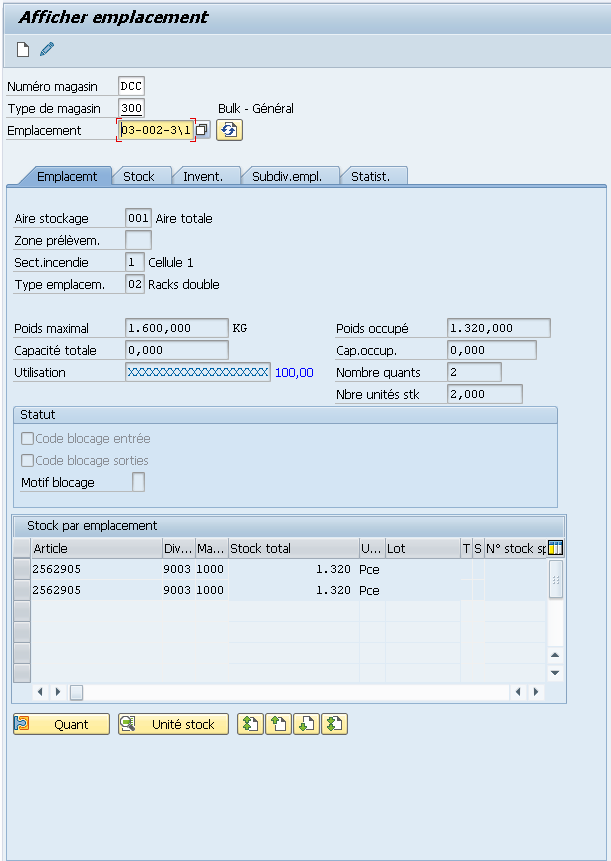 Afficher emplacement
Numéro magasin DCC
Type de magasin 300 Bulk - Général
Emplacement 03-002-3\1
Emplacemt Stock Invent. Subdiv.empl. Statist.
Aire stockage 001 Aire totale
Zone prélèvem.
Sect.incendie 1 Cellule 1
Type emplacem. 02 Racks double
Poids maximal 1.600,000 KG Poids occupé 1.320,000
Capacité totale 0,000 Cap.occup. 0,000
Utilisation XXXXXXXXXXXXXXXXXXXX 100,00 Nombre quants 2
Nbre unités stk 2,000
Statut
Code blocage entrée
Code blocage sorties
Motif blocage
Stock par emplacement
Article Div... Ma... Stock total U... Lot T S N° stock sp
2562905 9003 1000 1.320 Pce
2562905 9003 1000 1.320 Pce
Quant Unité stock